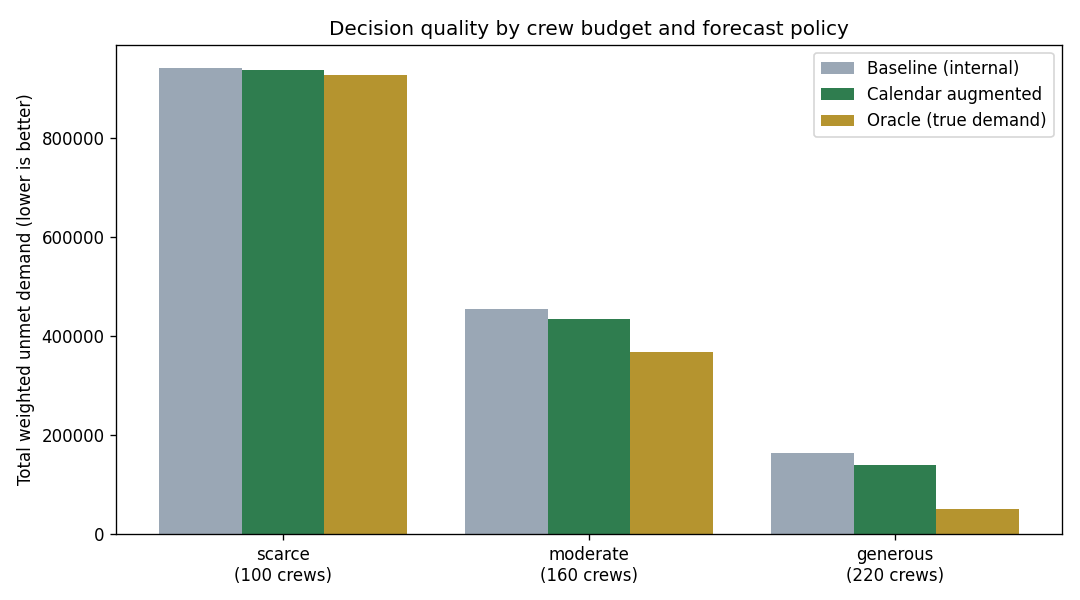 Decision quality by crew budget and forecast policy
Total weighted unmet demand (lower is better)
800000
600000
400000
200000
0
Baseline (internal)
Calendar augmented
Oracle (true demand)
scarce
(100 crews)
moderate
(160 crews)
generous
(220 crews)